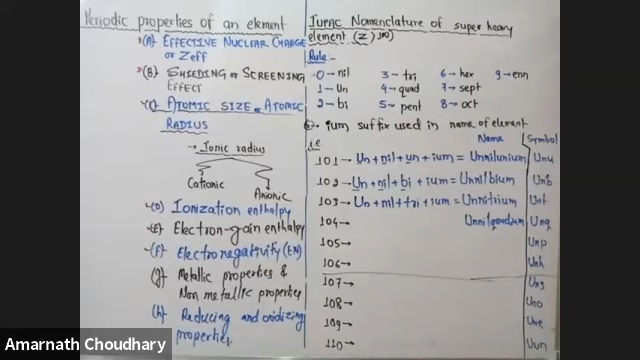 Periodic properties of an element
(A) EFFECTIVE NUCLEAR CHARGE
or Zeff
(B) SHIEDING or SCREENING
EFFECT
(C) ATOMIC SIZE or ATOMIC
RADIUS
→ Ionic radius
Cationic
Anionic
(D) Ionization enthalpy
(E) Electron-gain enthalpy
(F) Electronegativity (EN)
(g) Metallic properties &
Non metallic properties
(h) Reducing and oxidizing
properties.
IUPAC Nomenclature of super heavy
element (Z)>100
Rule :-
0 → nil 3 → tri 6 → hex 9 → enn
1 → Un 4 → quad 7 → sept
2 → bi 5 → pent 8 → oct
→ ium suffix used in name of element
i.e Name Symbol
101 → Un + nil + un + ium = Unnilunium Unu
102 → Un + nil + bi + ium = Unnilbium Unb
103 → Un + nil + tri + ium = Unnitrium Unt
104 → Unnilquadium Unq
105 → Unp
106 → Unh
107 → Uns
108 → Uno
109 → Une
110 → Uun
Amarnath Choudhary